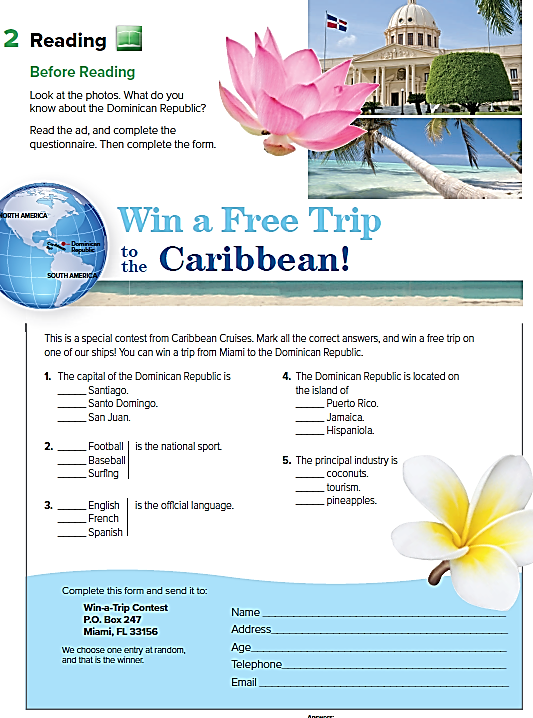 2 Reading
Before Reading
Look at the photos. What do you
know about the Dominican Republic?
Read the ad, and complete the
questionnaire. Then complete the form.
NORTH AMERICA
Dominican
Republic
SOUTH AMERICA
Win a Free Trip
to
the Caribbean!
This is a special contest from Caribbean Cruises. Mark all the correct answers, and win a free trip on
one of our ships! You can win a trip from Miami to the Dominican Republic.
1. The capital of the Dominican Republic is
_____ Santiago.
_____ Santo Domingo.
_____ San Juan.
2. _____ Football | is the national sport.
_____ Baseball
_____ Surfing
3. _____ English | is the official language.
_____ French
_____ Spanish
4. The Dominican Republic is located on
the island of
_____ Puerto Rico.
_____ Jamaica.
_____ Hispaniola.
5. The principal industry is
_____ coconuts.
_____ tourism.
_____ pineapples.
Complete this form and send it to:
Win-a-Trip Contest
P.O. Box 247
Miami, FL 33156
We choose one entry at random,
and that is the winner.
Name
Address
Age
Telephone
Email
Answers: